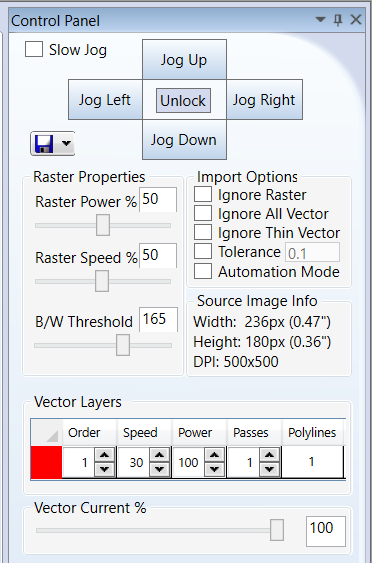 Control Panel
Slow Jog
Jog Up
Jog Left
Unlock
Jog Right
Jog Down
Raster Properties
Raster Power % 50
Raster Speed % 50
B/W Threshold 165
Import Options
Ignore Raster
Ignore All Vector
Ignore Thin Vector
Tolerance 0.1
Automation Mode
Source Image Info
Width: 236px (0.47")
Height: 180px (0.36")
DPI: 500x500
Vector Layers
Order Speed Power Passes Polylines
1 30 100 1 1
Vector Current %
100